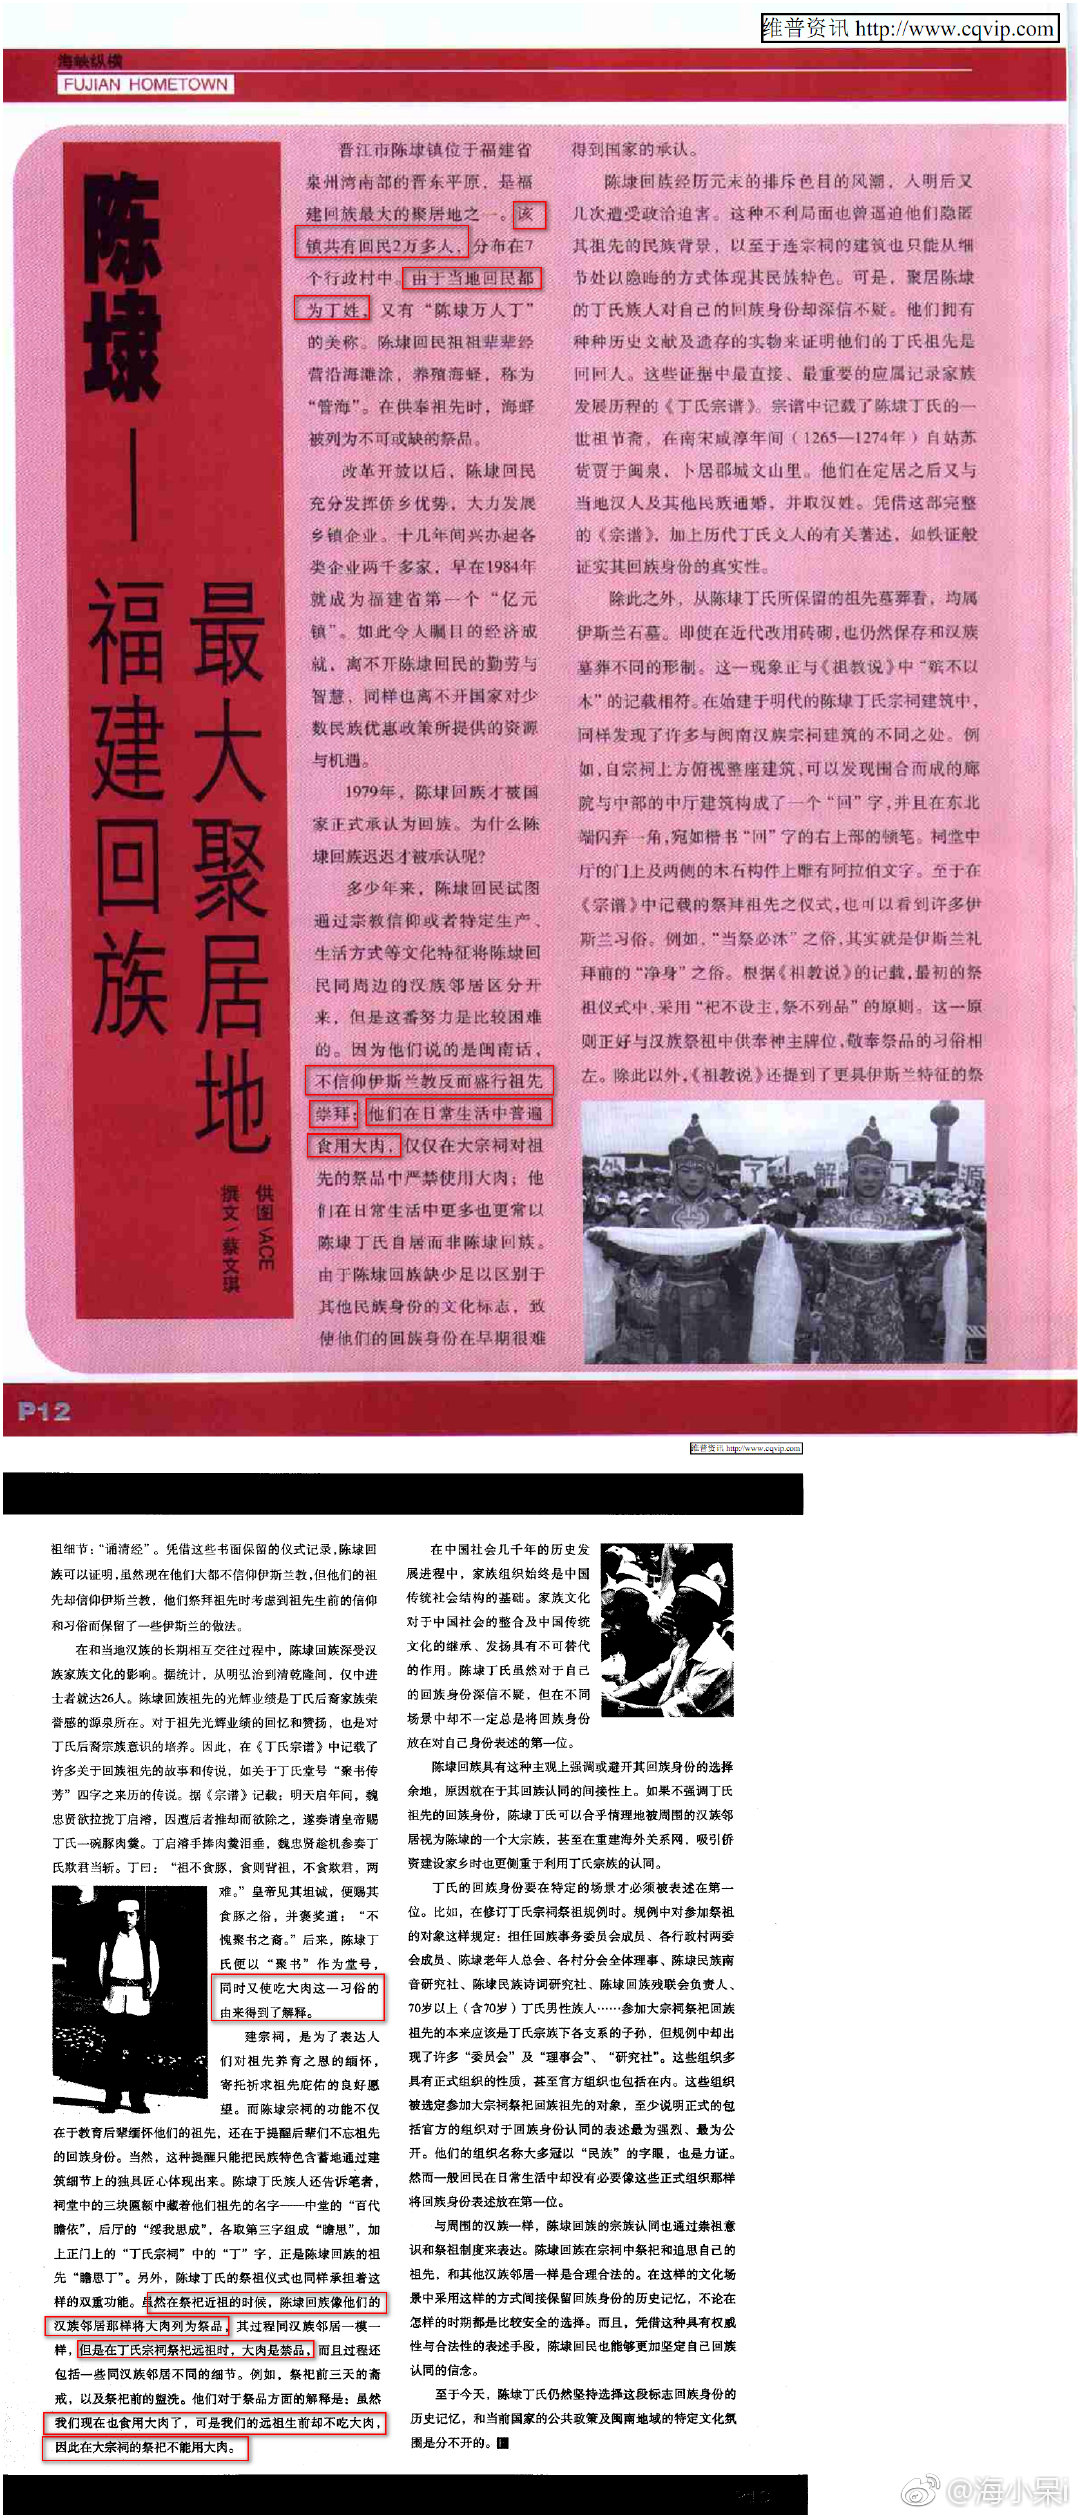 维普资讯 http://www.cqvip.com
海峡纵横
FUJIAN HOMETOWN
陈埭——
福建回族
最大聚居地
撰文\蔡文琪
供图\ACE
晋江市陈埭镇位于福建省
泉州湾南部的晋东平原，是福
建回族最大的聚居地之一。该
镇共有回民2万多人，分布在7
个行政村中。由于当地回民都
为丁姓，又有“陈埭万人丁”
的美称。陈埭回民祖祖辈辈经
营沿海滩涂，养殖海蛏，称为
“管海”。在供奉祖先时，海蛏
被列为不可或缺的祭品。
改革开放以后，陈埭回民
充分发挥侨乡优势，大力发展
乡镇企业。十几年间兴办起各
类企业两千多家，早在1984年
就成为福建省第一个“亿元
镇”。如此令人瞩目的经济成
就，离不开陈埭回民的勤劳与
智慧，同样也离不开国家对少
数民族优惠政策所提供的资源
与机遇。
1979年，陈埭回族才被国
家正式承认为回族。为什么陈
埭回族迟迟才被承认呢?
多少年来，陈埭回民试图
通过宗教信仰或者特定生产、
生活方式等文化特征将陈埭回
民同周边的汉族邻居区分开
来，但是这番努力是比较困难
的。因为他们说的是闽南话，
不信仰伊斯兰教反而盛行祖先
崇拜；他们在日常生活中普遍
食用大肉，仅仅在大宗祠对祖
先的祭品中严禁使用大肉；他
们在日常生活中更多也更常以
陈埭丁氏自居而非陈埭回族。
由于陈埭回族缺少足以区别于
其他民族身份的文化标志，致
使他们的回族身份在早期很难
得到国家的承认。
陈埭回族经历元末的排斥色目的风潮，入明后又
几次遭受政治迫害。这种不利局面也曾逼迫他们隐匿
其祖先的民族背景，以至于连宗祠的建筑也只能从细
节处以隐晦的方式体现其民族特色。可是，聚居陈埭
的丁氏族人对自己的回族身份却深信不疑。他们拥有
种种历史文献及遗存的实物来证明他们的丁氏祖先是
回回人。这些证据中最直接、最重要的应属记录家族
发展历程的《丁氏宗谱》。宗谱中记载了陈埭丁氏的一
世祖节斋，在南宋咸淳年间（1265—1274年）自姑苏
货贾于闽泉，卜居郡城文山里。他们在定居之后又与
当地汉人及其他民族通婚，并取汉姓。凭借这部完整
的《宗谱》，加上历代丁氏文人的有关著述，如铁证般
证实其回族身份的真实性。
除此之外，从陈埭丁氏所保留的祖先墓葬看，均属
伊斯兰石墓。即使在近代改用砖砌，也仍然保存和汉族
墓葬不同的形制。这一现象正与《祖教说》中“殡不以
木”的记载相符。在始建于明代的陈埭丁氏宗祠建筑中，
同样发现了许多与闽南汉族宗祠建筑的不同之处。例
如，自宗祠上方俯视整座建筑，可以发现围合而成的廊
院与中部的中厅建筑构成了一个“回”字，并且在东北
端闪弃一角，宛如楷书“回”字的右上部的顿笔。祠堂中
厅的门上及两侧的木石构件上雕有阿拉伯文字。至于在
《宗谱》中记载的祭拜祖先之仪式，也可以看到许多伊
斯兰习俗。例如，“当祭必沐”之俗，其实就是伊斯兰礼
拜前的“净身”之俗。根据《祖教说》的记载，最初的祭
祖仪式中，采用“祀不设主，祭不列品”的原则。这一原
则正好与汉族祭祖中供奉神主牌位，敬奉祭品的习俗相
左。除此以外，《祖教说》还提到了更具伊斯兰特征的祭
了解
门
源
P12
维普资讯 http://www.cqvip.com
祖细节：“诵清经”。凭借这些书面保留的仪式记录，陈埭回
族可以证明，虽然现在他们大都不信仰伊斯兰教，但他们的祖
先却信仰伊斯兰教，他们祭拜祖先时考虑到祖先生前的信仰
和习俗而保留了一些伊斯兰的做法。
在和当地汉族的长期相互交往过程中，陈埭回族深受汉
族家族文化的影响。据统计，从明弘治到清乾隆间，仅中进
士者就达26人。陈埭回族祖先的光辉业绩是丁氏后裔家族荣
誉感的源泉所在。对于祖先光辉业绩的回忆和赞扬，也是对
丁氏后裔宗族意识的培养。因此，在《丁氏宗谱》中记载了
许多关于回族祖先的故事和传说，如关于丁氏堂号“聚书传
芳”四字之来历的传说。据《宗谱》记载：明天启年间，魏
忠贤欲拉拢丁启濬，因遭后者推却而欲除之，遂奏请皇帝赐
丁氏一碗豚肉羹。丁启濬手捧肉羹泪垂，魏忠贤趁机参奏丁
氏欺君当斩。丁曰：“祖不食豚，食则背祖，不食欺君，两
难。”皇帝见其坦诚，便赐其
食豚之俗，并褒奖道：“不
愧聚书之裔。”后来，陈埭丁
氏便以“聚书”作为堂号，
同时又使吃大肉这一习俗的
由来得到了解释。
建宗祠，是为了表达人
们对祖先养育之恩的缅怀，
寄托祈求祖先庇佑的良好愿
望。而陈埭宗祠的功能不仅
在于教育后辈缅怀他们的祖先，还在于提醒后辈们不忘祖先
的回族身份。当然，这种提醒只能把民族特色含蓄地通过建
筑细节上的独具匠心体现出来。陈埭丁氏族人还告诉笔者，
祠堂中的三块匾额中藏着他们祖先的名字——中堂的“百代
瞻依”，后厅的“绥我思成”，各取第三字组成“瞻思”，加
上正门上的“丁氏宗祠”中的“丁”字，正是陈埭回族的祖
先“瞻思丁”。另外，陈埭丁氏的祭祖仪式也同样承担着这
样的双重功能。虽然在祭祀近祖的时候，陈埭回族像他们的
汉族邻居那样将大肉列为祭品，其过程同汉族邻居一模一
样，但是在丁氏宗祠祭祀远祖时，大肉是禁品，而且过程还
包括一些同汉族邻居不同的细节。例如，祭祀前三天的斋
戒，以及祭祀前的盥洗。他们对于祭品方面的解释是：虽然
我们现在也食用大肉了，可是我们的远祖生前却不吃大肉，
因此在大宗祠的祭祀不能用大肉。
在中国社会几千年的历史发
展进程中，家族组织始终是中国
传统社会结构的基础。家族文化
对于中国社会的整合及中国传统
文化的继承、发扬具有不可替代
的作用。陈埭丁氏虽然对于自己
的回族身份深信不疑，但在不同
场景中却不一定总是将回族身份
放在对自己身份表述的第一位。
陈埭回族具有这种主观上强调或避开其回族身份的选择
余地，原因就在于其回族认同的间接性上。如果不强调丁氏
祖先的回族身份，陈埭丁氏可以合乎情理地被周围的汉族邻
居视为陈埭的一个大宗族，甚至在重建海外关系网，吸引侨
资建设家乡时也更侧重于利用丁氏宗族的认同。
丁氏的回族身份要在特定的场景才必须被表述在第一
位。比如，在修订丁氏宗祠祭祖规例时。规例中对参加祭祖
的对象这样规定：担任回族事务委员会成员、各行政村两委
会成员、陈埭老年人总会、各村分会全体理事、陈埭民族南
音研究社、陈埭民族诗词研究社、陈埭回族残联会负责人、
70岁以上（含70岁）丁氏男性族人……参加大宗祠祭祀回族
祖先的本来应该是丁氏宗族下各支系的子孙，但规例中却出
现了许多“委员会”及“理事会”、“研究社”。这些组织多
具有正式组织的性质，甚至官方组织也包括在内。这些组织
被选定参加大宗祠祭祀回族祖先的对象，至少说明正式的包
括官方的组织对于回族身份认同的表述最为强烈、最为公
开。他们的组织名称大多冠以“民族”的字眼，也是力证。
然而一般回民在日常生活中却没有必要像这些正式组织那样
将回族身份表述放在第一位。
与周围的汉族一样，陈埭回族的宗族认同也通过崇祖意
识和祭祖制度来表达。陈埭回族在宗祠中祭祀和追思自己的
祖先，和其他汉族邻居一样是合理合法的。在这样的文化场
景中采用这样的方式间接保留回族身份的历史记忆，不论在
怎样的时期都是比较安全的选择。而且，凭借这种具有权威
性与合法性的表述手段，陈埭回民也能够更加坚定自己回族
认同的信念。
至于今天，陈埭丁氏仍然坚持选择这段标志回族身份的
历史记忆，和当前国家的公共政策及闽南地域的特定文化氛
围是分不开的。
@海小呆i